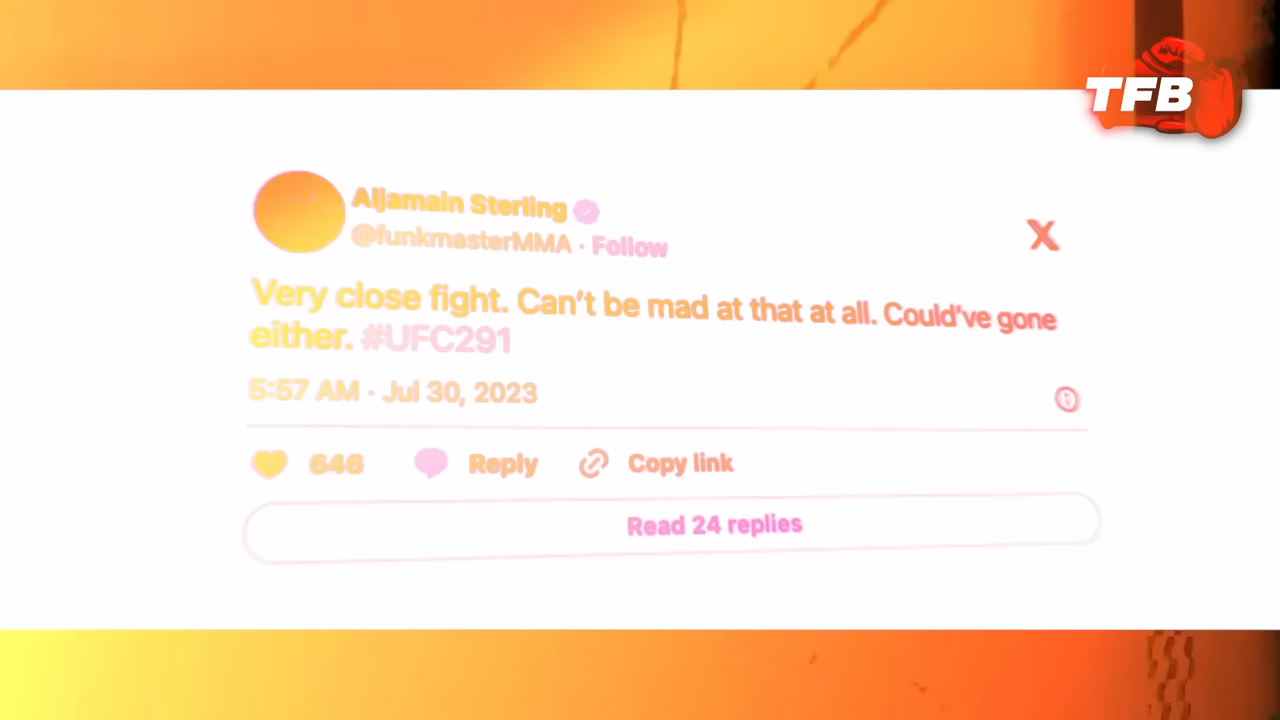 TFB
Aljamain Sterling
@funkmasterMMA · Follow
X
Very close fight. Can't be mad at that at all. Could've gone
either. #UFC291
5:57 AM · Jul 30, 2023
646 Reply Copy link
Read 24 replies